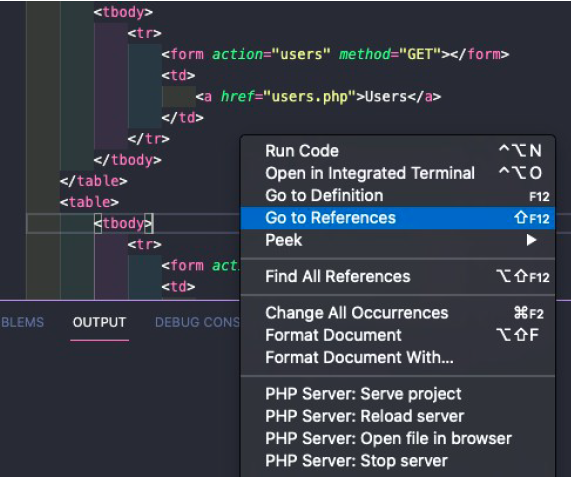 <tbody>
<tr>
<form action="users" method="GET"></form>
<td>
<a href="users.php">Users</a>
</td>
</tr>
</tbody>
</table>
<table>
<tbody>
<tr>
<form act
<td>
BLEMS OUTPUT DEBUG CONS
Run Code ^⌥N
Open in Integrated Terminal ^⌥O
Go to Definition F12
Go to References ⇧F12
Peek ▶
Find All References ⌥⇧F12
Change All Occurrences ⌘F2
Format Document ⌥⇧F
Format Document With...
PHP Server: Serve project
PHP Server: Reload server
PHP Server: Open file in browser
PHP Server: Stop server